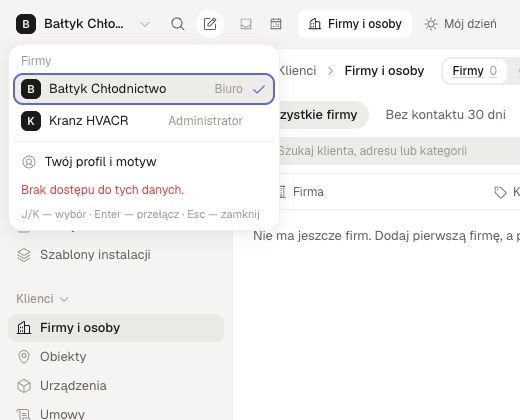 B Bałtyk Chło...
Firmy i osoby
Mój dzień
Firmy
B Bałtyk Chłodnictwo Biuro
K Kranz HVACR Administrator
Twój profil i motyw
Brak dostępu do tych danych.
J/K — wybór · Enter — przełącz · Esc — zamknij
Szablony instalacji
Klienci
Firmy i osoby
Obiekty
Urządzenia
Umowy
Klienci Firmy i osoby Firmy 0
zystkie firmy Bez kontaktu 30 dni
Szukaj klienta, adresu lub kategorii
Firma K
Nie ma jeszcze firm. Dodaj pierwszą firmę, a p